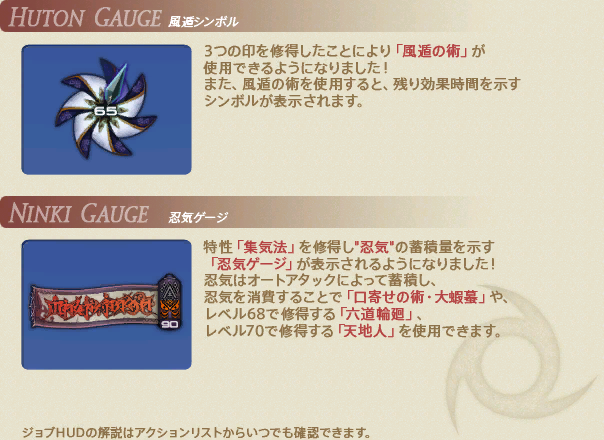 HUTON GAUGE 風遁シンボル
3つの印を修得したことにより「風遁の術」が
使用できるようになりました！
また、風遁の術を使用すると、残り効果時間を示す
シンボルが表示されます。
65
NINKI GAUGE 忍気ゲージ
特性「集気法」を修得し"忍気"の蓄積量を示す
「忍気ゲージ」が表示されるようになりました！
忍気はオートアタックによって蓄積し、
忍気を消費することで「口寄せの術・大蝦蟇」や、
レベル68で修得する「六道輪廻」、
レベル70で修得する「天地人」を使用できます。
90
ジョブHUDの解説はアクションリストからいつでも確認できます。